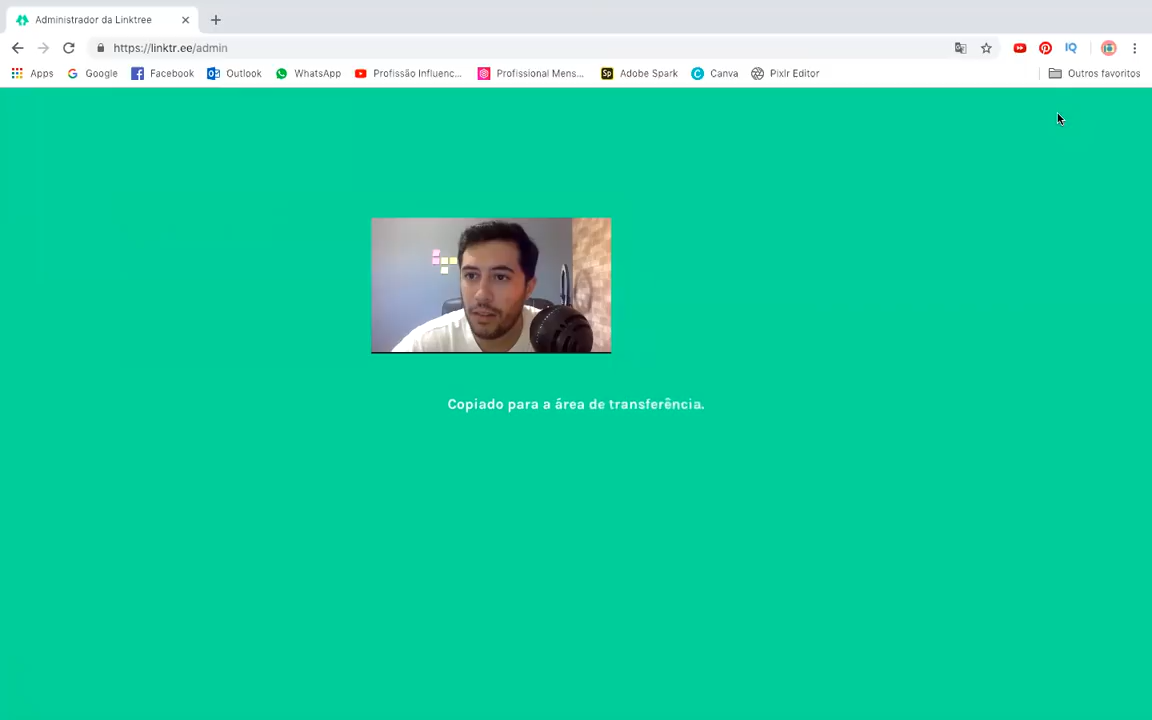 Administrador da Linktree
https://linktr.ee/admin
IQ
Apps
Google
Facebook
Outlook
WhatsApp
Profissão Influenc...
Profissional Mens...
Sp
Adobe Spark
C
Canva
Pixlr Editor
Outros favoritos
Copiado para a área de transferência.